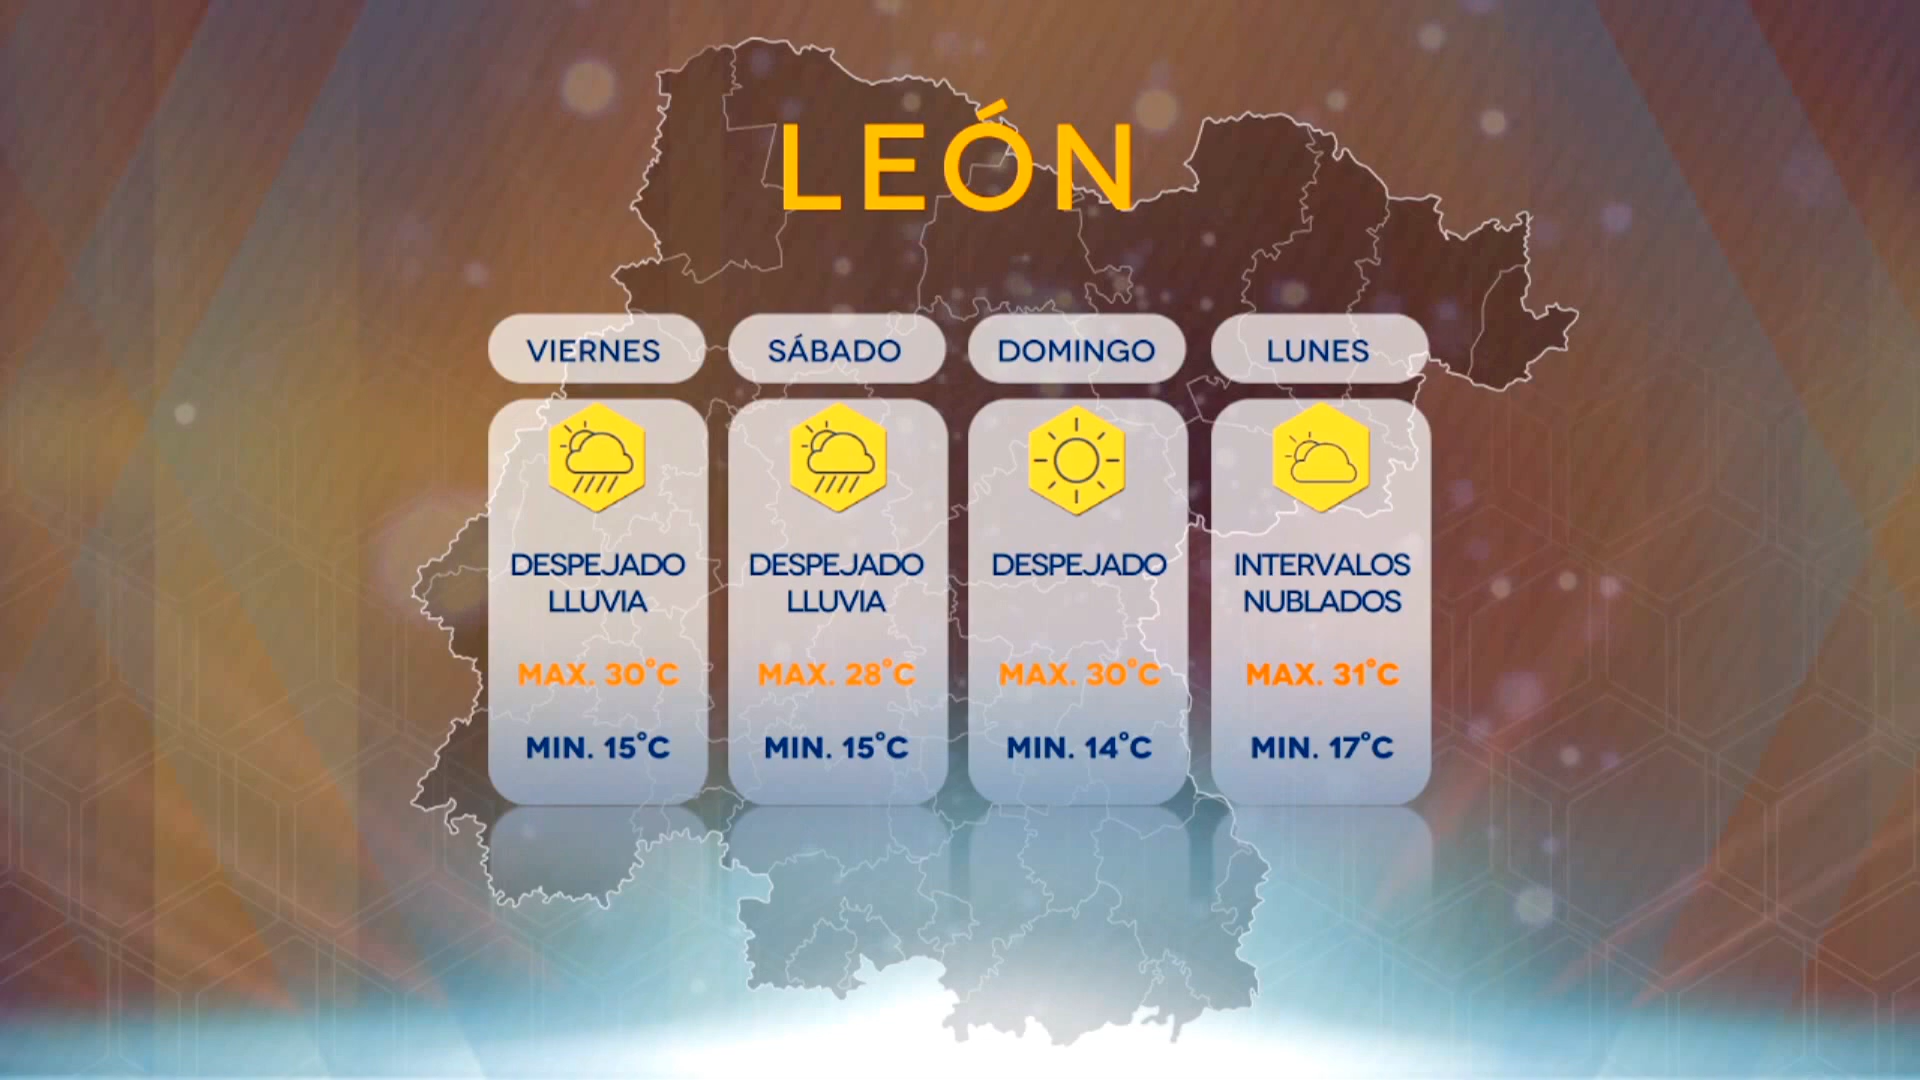 LEÓN
VIERNES
DESPEJADO
LLUVIA
MAX. 30°C
MIN. 15°C
SÁBADO
DESPEJADO
LLUVIA
MAX. 28°C
MIN. 15°C
DOMINGO
DESPEJADO
MAX. 30°C
MIN. 14°C
LUNES
INTERVALOS
NUBLADOS
MAX. 31°C
MIN. 17°C